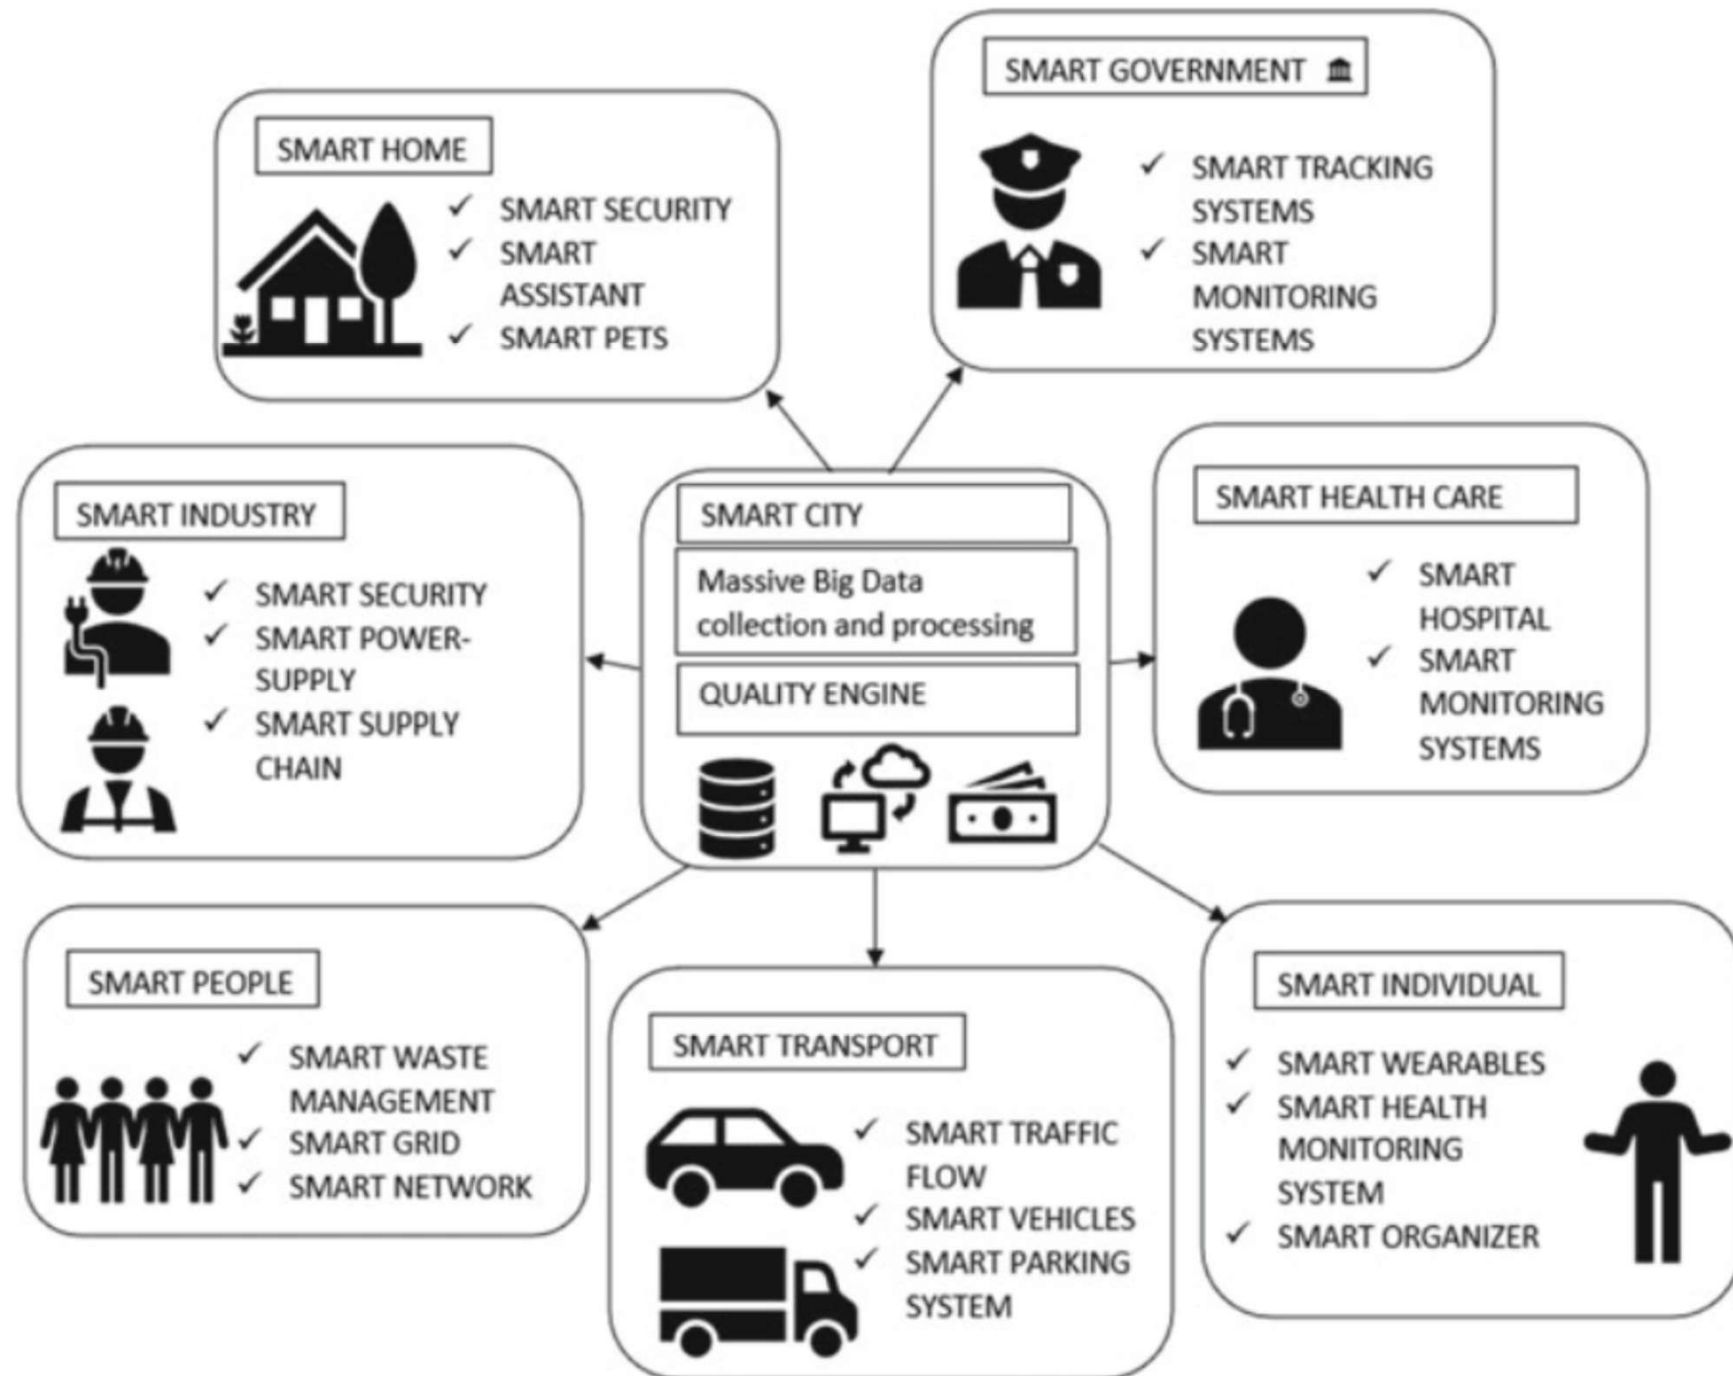 SMART GOVERNMENT
SMART TRACKING
SYSTEMS
SMART
MONITORING
SYSTEMS
SMART HOME
SMART SECURITY
SMART
ASSISTANT
SMART PETS
SMART INDUSTRY
SMART SECURITY
SMART POWER-
SUPPLY
SMART SUPPLY
CHAIN
SMART CITY
Massive Big Data
collection and processing
QUALITY ENGINE
SMART HEALTH CARE
SMART
HOSPITAL
SMART
MONITORING
SYSTEMS
SMART PEOPLE
SMART WASTE
MANAGEMENT
SMART GRID
SMART NETWORK
SMART TRANSPORT
SMART TRAFFIC
FLOW
SMART VEHICLES
SMART PARKING
SYSTEM
SMART INDIVIDUAL
SMART WEARABLES
SMART HEALTH
MONITORING
SYSTEM
SMART ORGANIZER